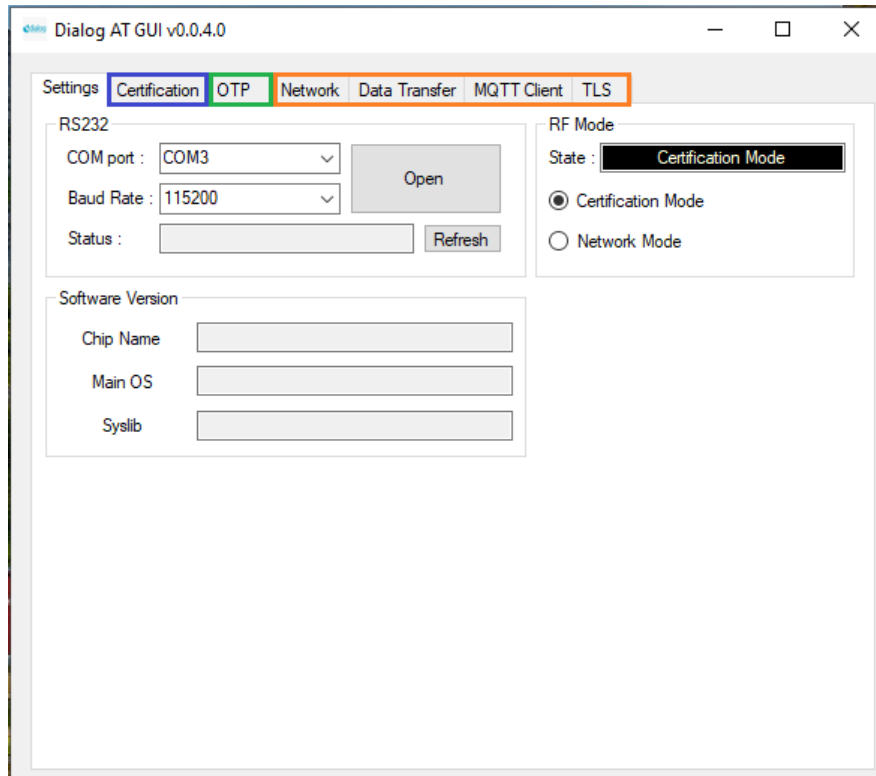 dialog Dialog AT GUI v0.0.4.0
Settings Certification OTP Network Data Transfer MQTT Client TLS
RS232
COM port : COM3
Open
Baud Rate : 115200
Status :
Refresh
RF Mode
State : Certification Mode
Certification Mode
Network Mode
Software Version
Chip Name
Main OS
Syslib